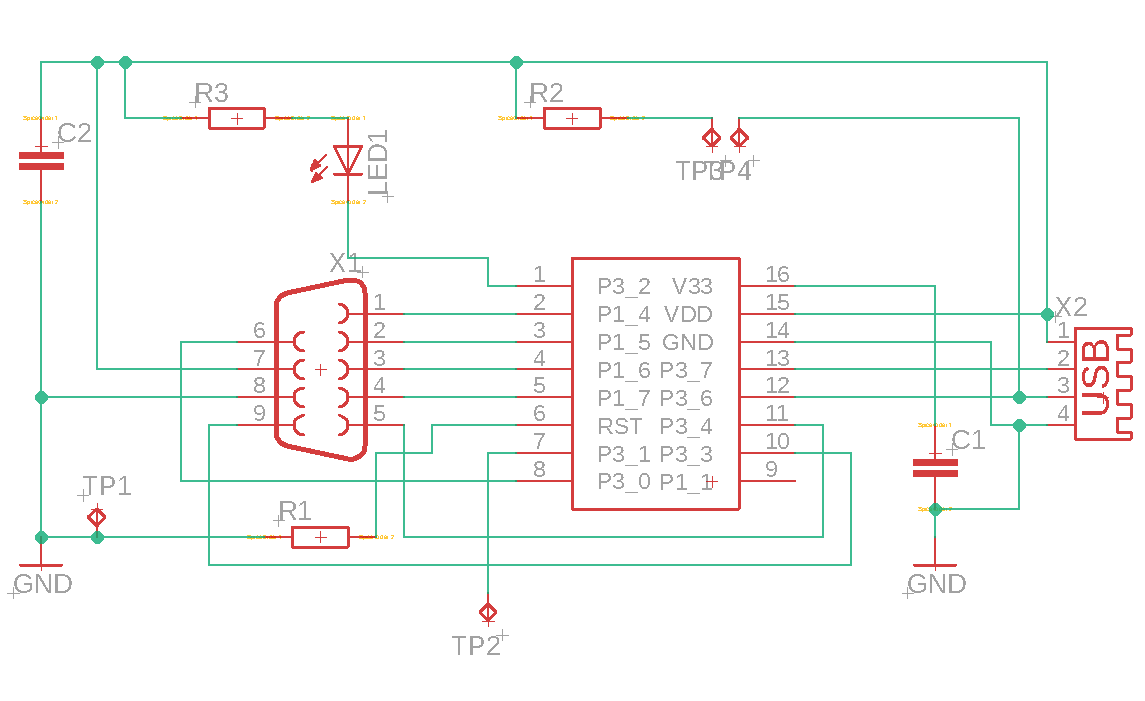 R3
R2
C2
LED1
TP3
TP4
X1
1
2
3
4
5
6
7
8
9
1 P3_2 V33 16
2 P1_4 VDD 15
3 P1_5 GND 14
4 P1_6 P3_7 13
5 P1_7 P3_6 12
6 RST P3_4 11
7 P3_1 P3_3 10
8 P3_0 P1_1 9
X2
1
2
3
4
USB
C1
TP1
R1
GND
GND
TP2